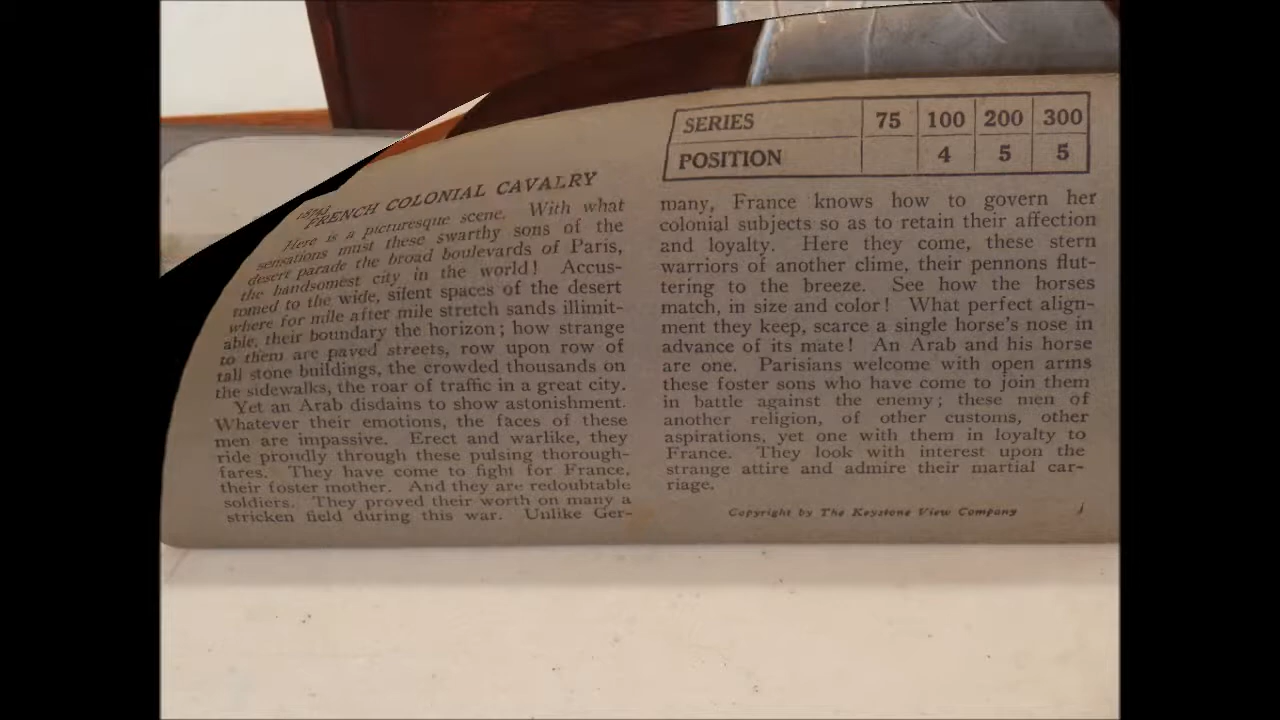 FRENCH COLONIAL CAVALRY
Here is a picturesque scene. With what
sensations must these swarthy sons of the
desert parade the broad boulevards of Paris,
the handsomest city in the world! Accus-
tomed to the wide, silent spaces of the desert
where for mile after mile stretch sands illimit-
able, their boundary the horizon; how strange
to them are paved streets, row upon row of
tall stone buildings, the crowded thousands on
the sidewalks, the roar of traffic in a great city.
Yet an Arab disdains to show astonishment.
Whatever their emotions, the faces of these
men are impassive. Erect and warlike, they
ride proudly through these pulsing thorough-
fares. They have come to fight for France,
their foster mother. And they are redoubtable
soldiers. They proved their worth on many a
stricken field during this war. Unlike Ger-
SERIES 75 100 200 300
POSITION 4 5 5
many, France knows how to govern her
colonial subjects so as to retain their affection
and loyalty. Here they come, these stern
warriors of another clime, their pennons flut-
tering to the breeze. See how the horses
match, in size and color! What perfect align-
ment they keep, scarce a single horse's nose in
advance of its mate! An Arab and his horse
are one. Parisians welcome with open arms
these foster sons who have come to join them
in battle against the enemy; these men of
another religion, of other customs, other
aspirations, yet one with them in loyalty to
France. They look with interest upon the
strange attire and admire their martial car-
riage.
Copyright by The Keystone View Company